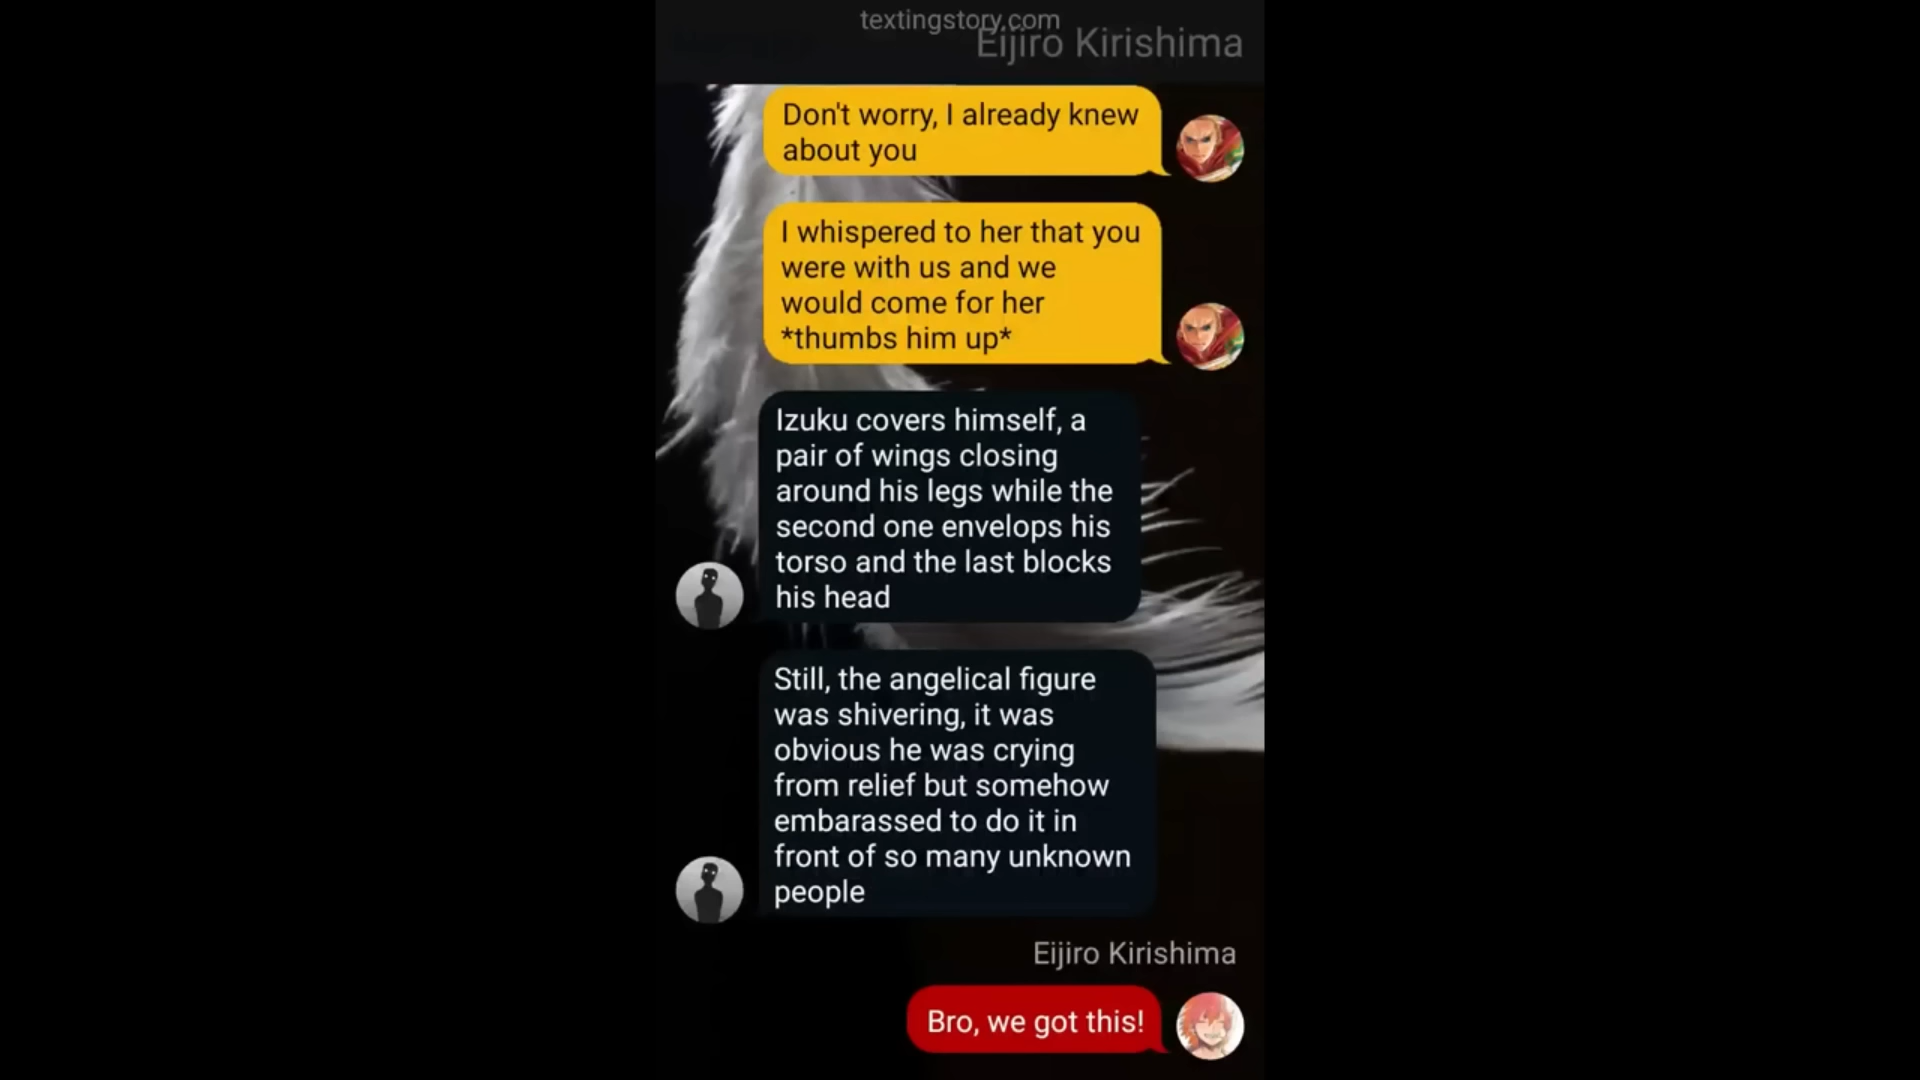 textingstory.com
Eijiro Kirishima
Don't worry, I already knew
about you
I whispered to her that you
were with us and we
would come for her
*thumbs him up*
Izuku covers himself, a
pair of wings closing
around his legs while the
second one envelops his
torso and the last blocks
his head
Still, the angelical figure
was shivering, it was
obvious he was crying
from relief but somehow
embarassed to do it in
front of so many unknown
people
Eijiro Kirishima
Bro, we got this!